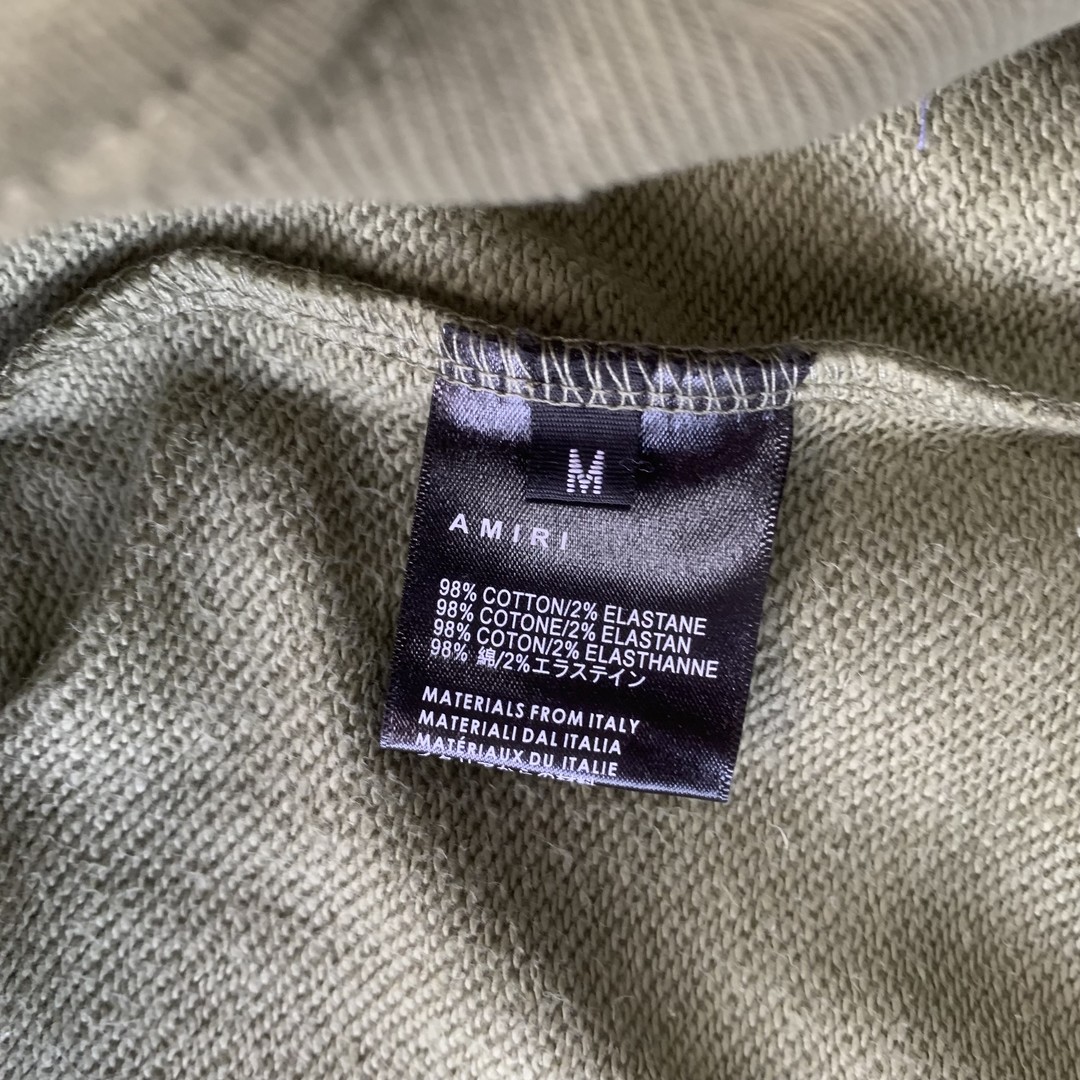 M
AMIRI
98% COTTON/2% ELASTANE
98% COTONE/2% ELASTAN
98% COTON/2% ELASTHANNE
98% 綿/2%エラステイン
MATERIALS FROM ITALY
MATERIALI DAL ITALIA
MATÉRIAUX DU ITALIE